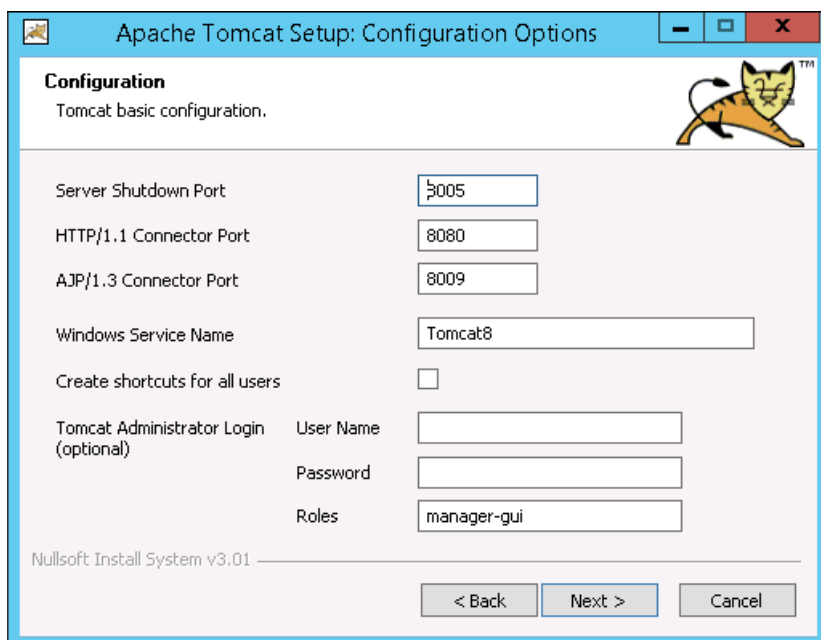 Apache Tomcat Setup: Configuration Options
Configuration
Tomcat basic configuration.
TM
Server Shutdown Port 8005
HTTP/1.1 Connector Port 8080
AJP/1.3 Connector Port 8009
Windows Service Name Tomcat8
Create shortcuts for all users
Tomcat Administrator Login User Name
(optional)
Password
Roles manager-gui
Nullsoft Install System v3.01
< Back Next > Cancel